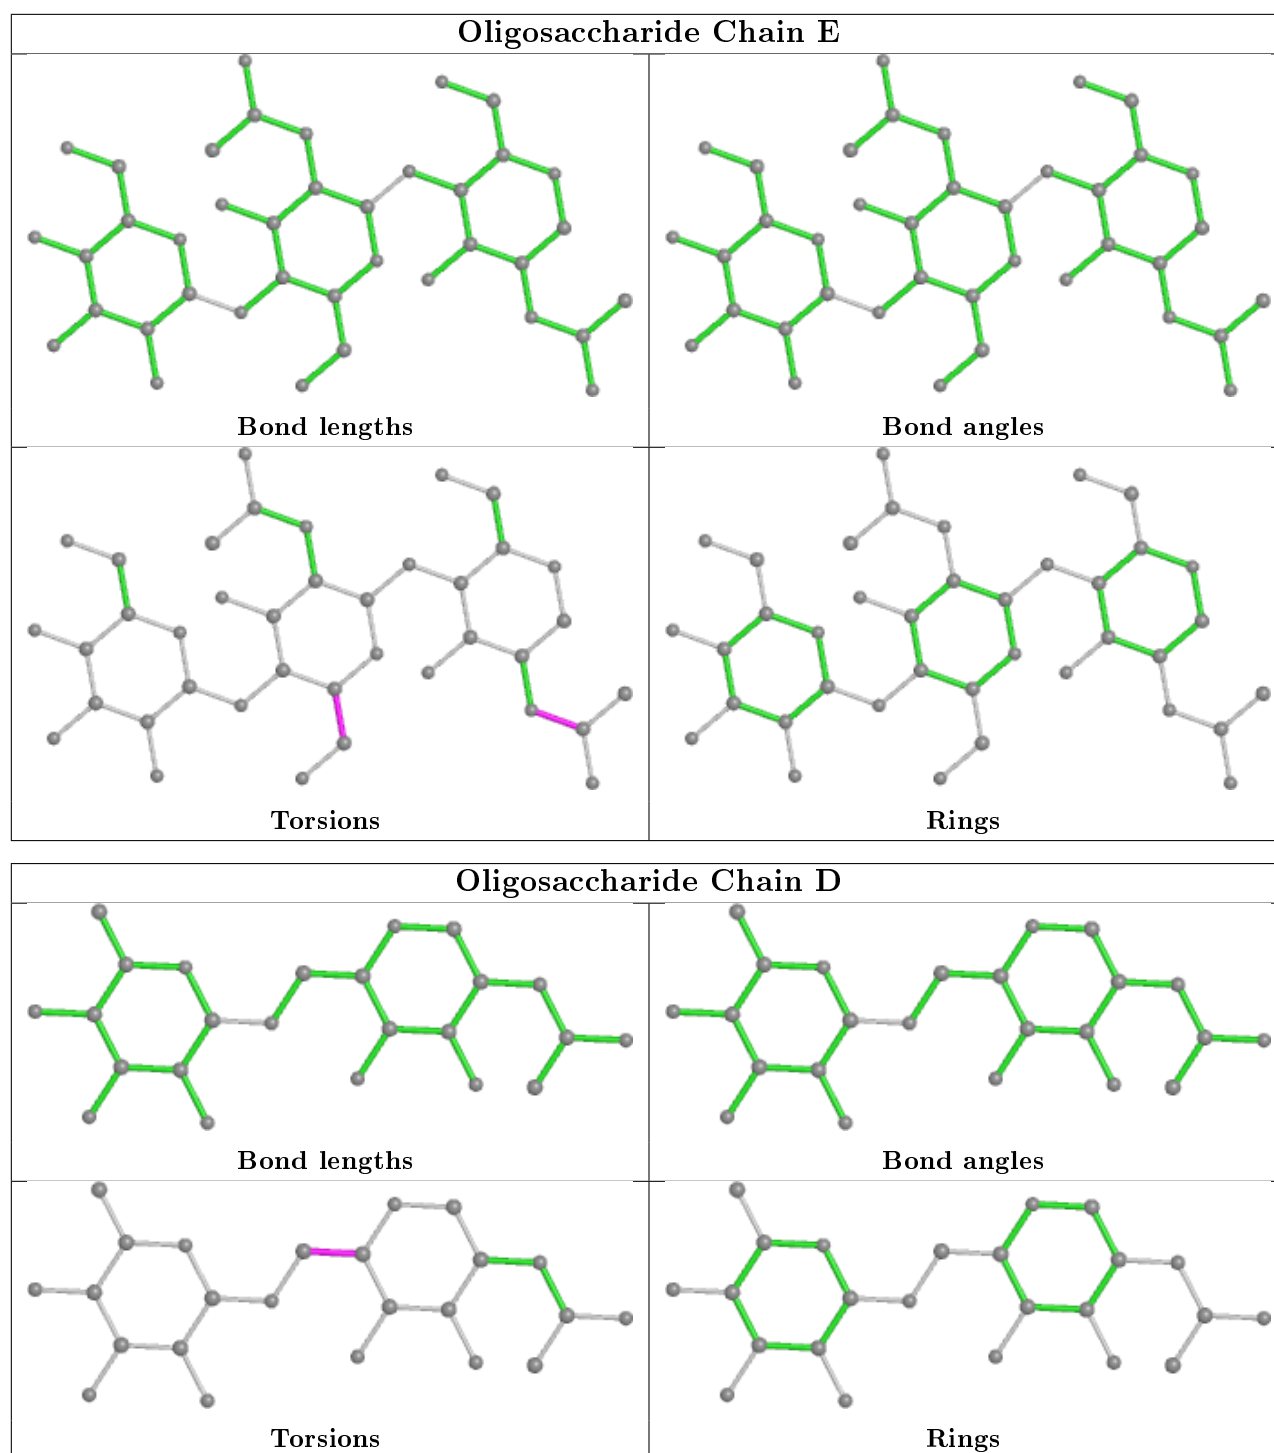 Oligosaccharide Chain E
Bond lengths
Bond angles
Torsions
Rings
Oligosaccharide Chain D
Bond lengths
Bond angles
Torsions
Rings